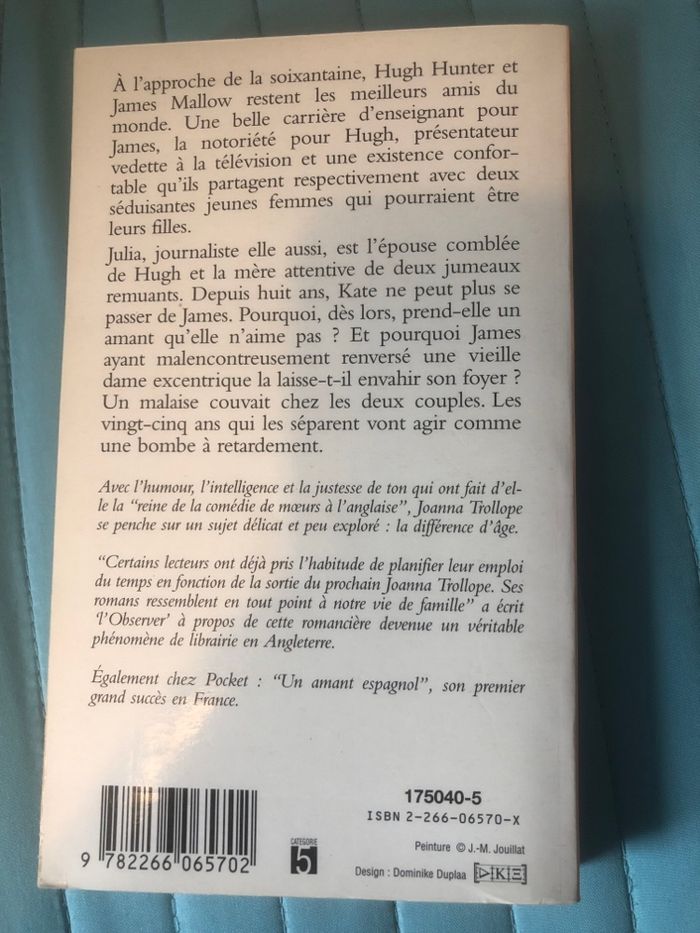 À l'approche de la soixantaine, Hugh Hunter et
James Mallow restent les meilleurs amis du
monde. Une belle carrière d'enseignant pour
James, la notoriété pour Hugh, présentateur
vedette à la télévision et une existence confor-
table qu'ils partagent respectivement avec deux
séduisantes jeunes femmes qui pourraient être
leurs filles.
Julia, journaliste elle aussi, est l'épouse comblée
de Hugh et la mère attentive de deux jumeaux
remuants. Depuis huit ans, Kate ne peut plus se
passer de James. Pourquoi, dès lors, prend-elle un
amant qu'elle n'aime pas ? Et pourquoi James
ayant malencontreusement renversé une vieille
dame excentrique la laisse-t-il envahir son foyer ?
Un malaise couvait chez les deux couples. Les
vingt-cinq ans qui les séparent vont agir comme
une bombe à retardement.
Avec l'humour, l'intelligence et la justesse de ton qui ont fait d'el-
le la "reine de la comédie de mœurs à l'anglaise", Joanna Trollope
se penche sur un sujet délicat et peu exploré : la différence d'âge.
"Certains lecteurs ont déjà pris l'habitude de planifier leur emploi
du temps en fonction de la sortie du prochain Joanna Trollope. Ses
romans ressemblent en tout point à notre vie de famille" a écrit
'l'Observer' à propos de cette romancière devenue un véritable
phénomène de librairie en Angleterre.
Également chez Pocket : "Un amant espagnol", son premier
grand succès en France.
175040-5
ISBN 2-266-06570-X
9 782266 065702
CATEGORIE
5
Peinture © J.-M. Jouillat
Design : Dominike Duplaa